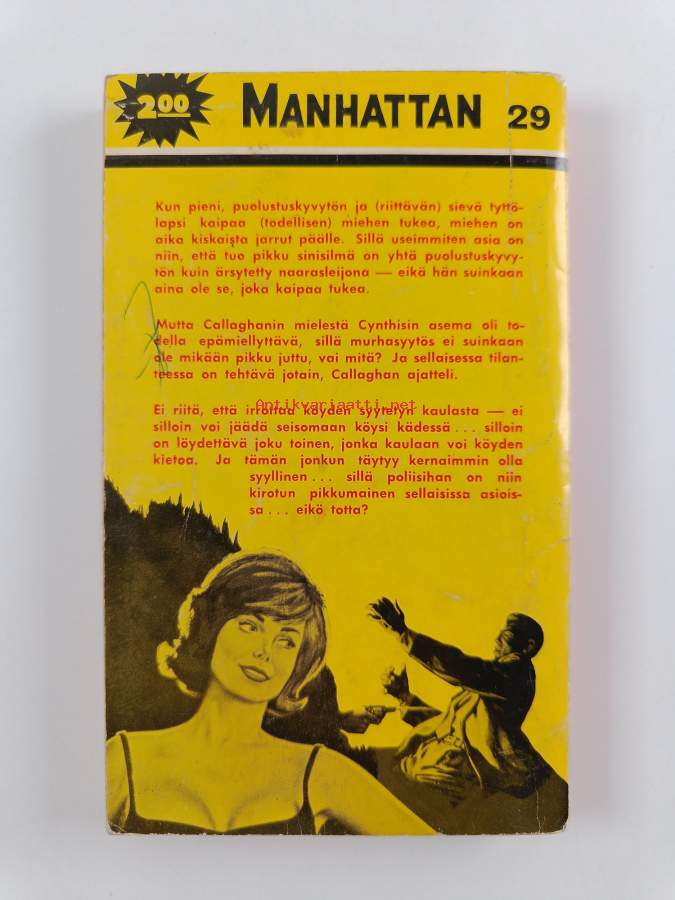 2.00 MANHATTAN 29
Kun pieni, puolustuskyvytön ja (riittävän) sievä tyttö-
lapsi kaipaa (todellisen) miehen tukea, miehen on
aika kiskaista jarrut päälle. Sillä useimmiten asia on
niin, että tuo pikku sinisilmä on yhtä puolustuskyvy-
tön kuin ärsytetty naarasleijona — eikä hän suinkaan
aina ole se, joka kaipaa tukea.
Mutta Callaghanin mielestä Cynthisin asema oli to-
della epämiellyttävä, sillä murhasyytös ei suinkaan
ole mikään pikku juttu, vai mitä? Ja sellaisessa tilan-
teessa on tehtävä jotain, Callaghan ajatteli.
Antikvariaatti.net
Ei riitä, että irroittaa köyden syytetyn kaulasta — ei
silloin voi jäädä seisomaan köysi kädessä . . . silloin
on löydettävä joku toinen, jonka kaulaan voi köyden
kietoa. Ja tämän jonkun täytyy kernaimmin olla
syyllinen . . . sillä poliisihan on niin
kirotun pikkumainen sellaisissa asiois-
sa . . . eikö totta?